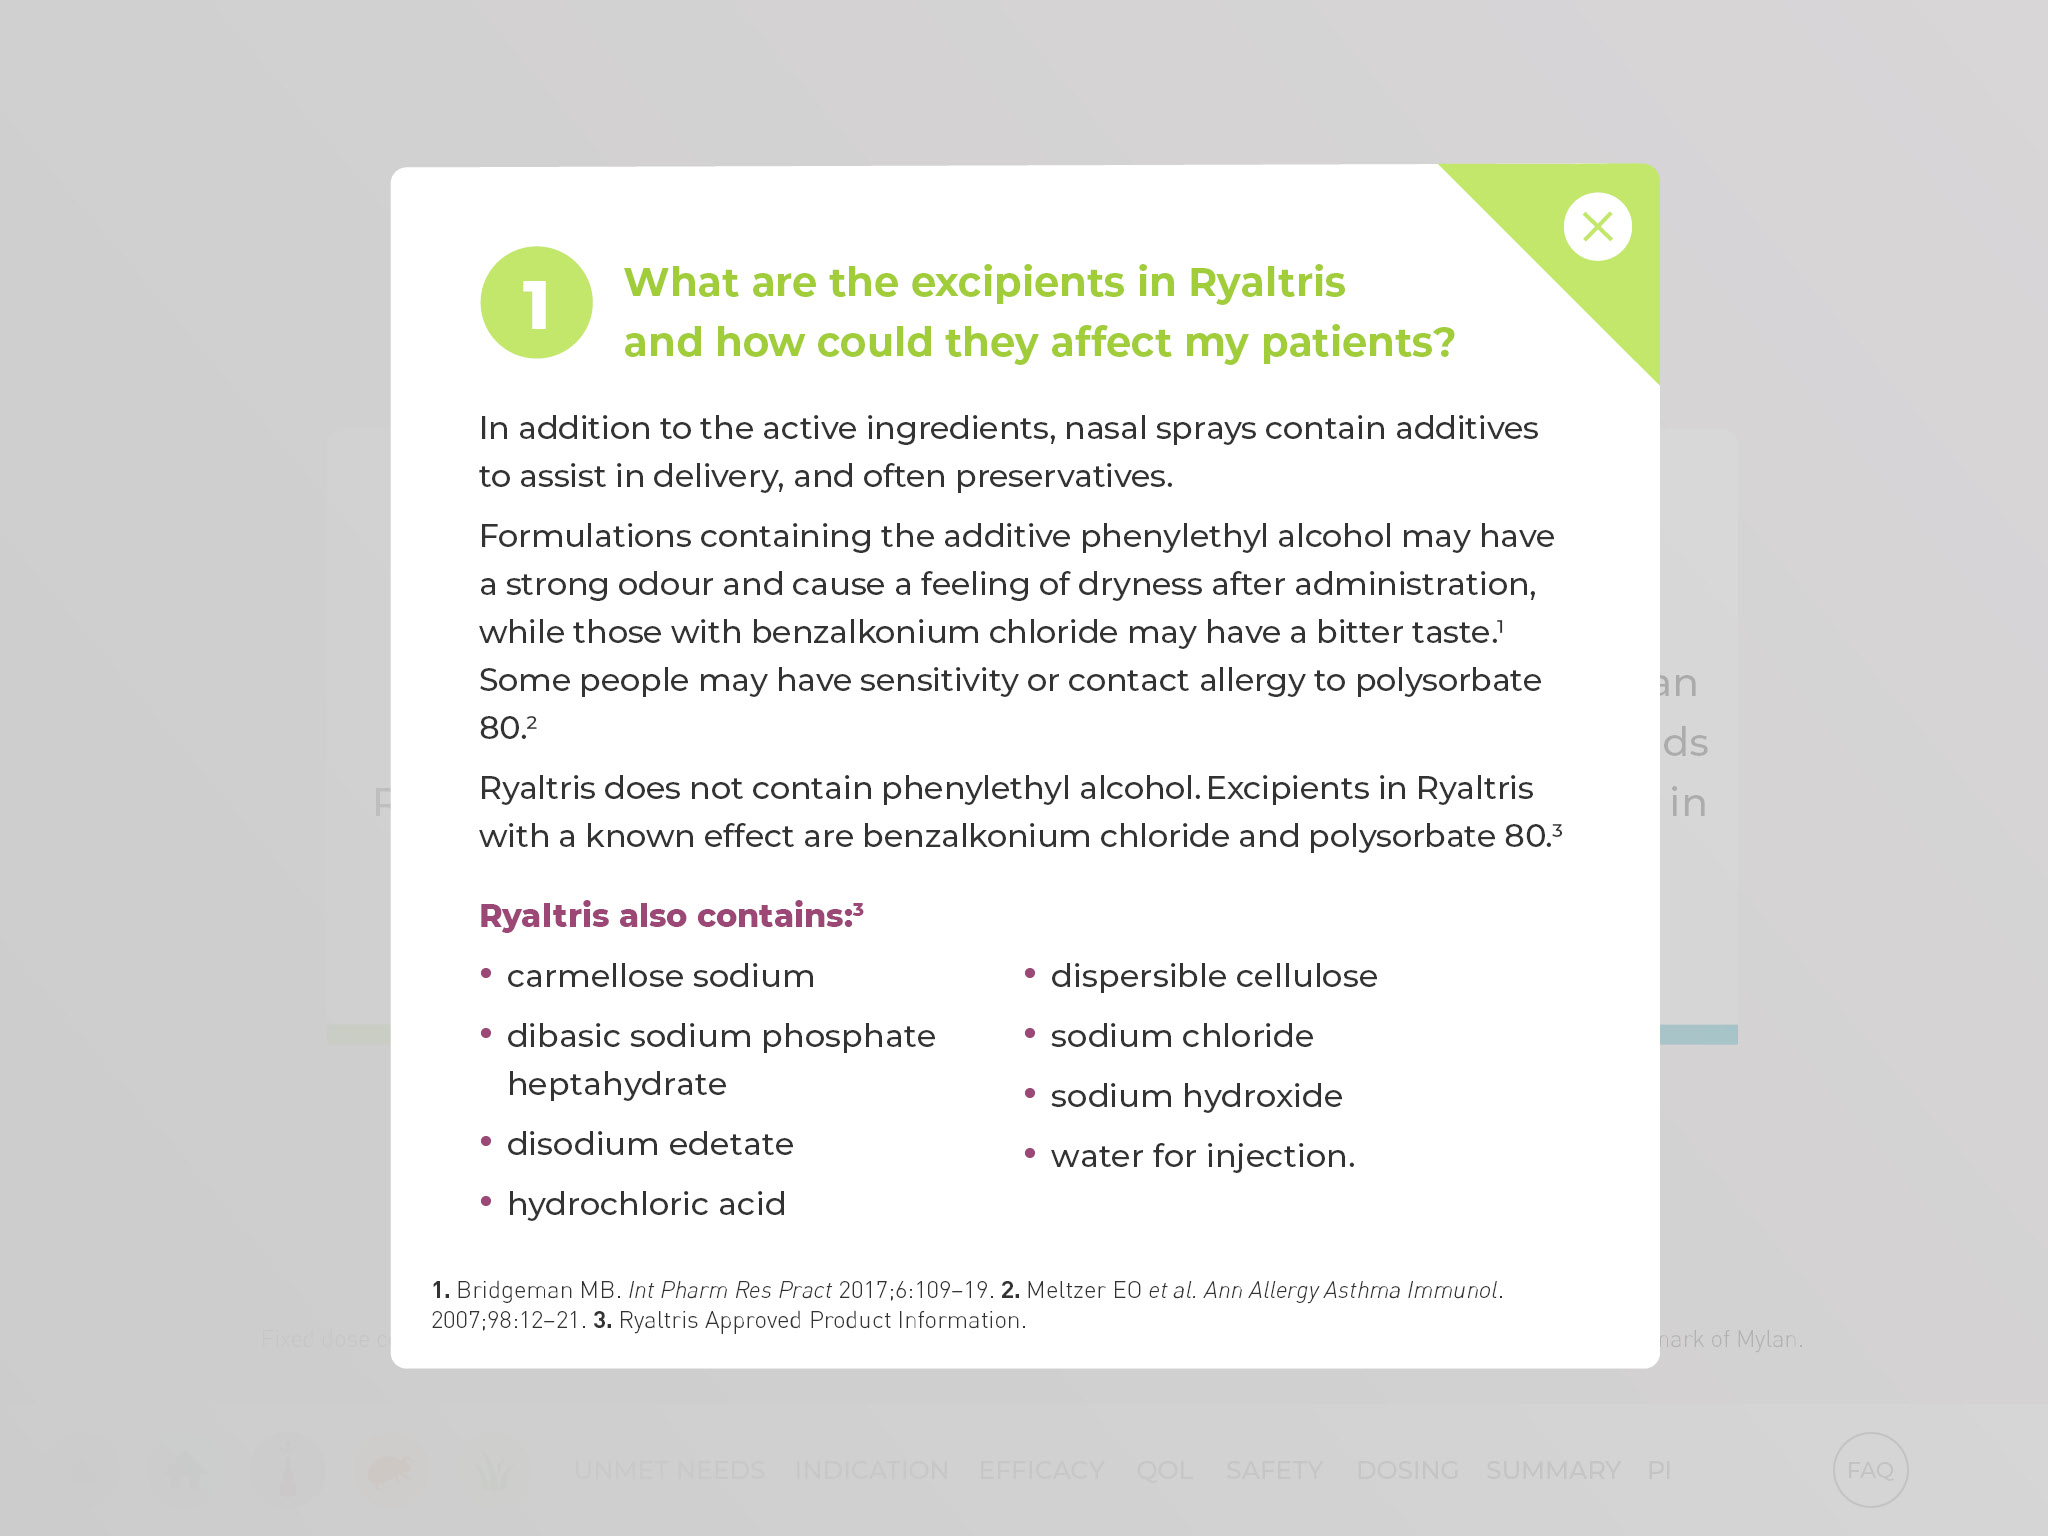 1
What are the excipients in Ryaltris
and how could they affect my patients?
In addition to the active ingredients, nasal sprays contain additives
to assist in delivery, and often preservatives.
Formulations containing the additive phenylethyl alcohol may have
a strong odour and cause a feeling of dryness after administration,
while those with benzalkonium chloride may have a bitter taste.¹
Some people may have sensitivity or contact allergy to polysorbate
80.²
Ryaltris does not contain phenylethyl alcohol. Excipients in Ryaltris
with a known effect are benzalkonium chloride and polysorbate 80.³
Ryaltris also contains:³
• carmellose sodium
• dibasic sodium phosphate
heptahydrate
• disodium edetate
• hydrochloric acid
• dispersible cellulose
• sodium chloride
• sodium hydroxide
• water for injection.
1. Bridgeman MB. Int Pharm Res Pract 2017;6:109–19. 2. Meltzer EO et al. Ann Allergy Asthma Immunol.
2007;98:12–21. 3. Ryaltris Approved Product Information.
in
Fixed dose
of Mylan.
UNMET NEEDS INDICATION EFFICACY QOL SAFETY DOSING SUMMARY PI FAQ